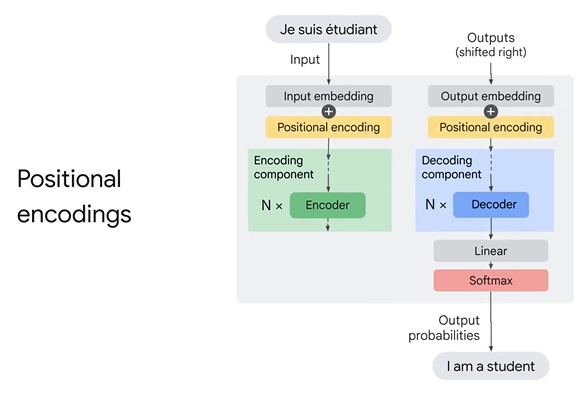 Positional
encodings
Je suis étudiant
Input
Input embedding
+
Positional encoding
Encoding
component
N ×
Encoder
Outputs
(shifted right)
Output embedding
+
Positional encoding
Decoding
component
N ×
Decoder
Linear
Softmax
Output
probabilities
I am a student